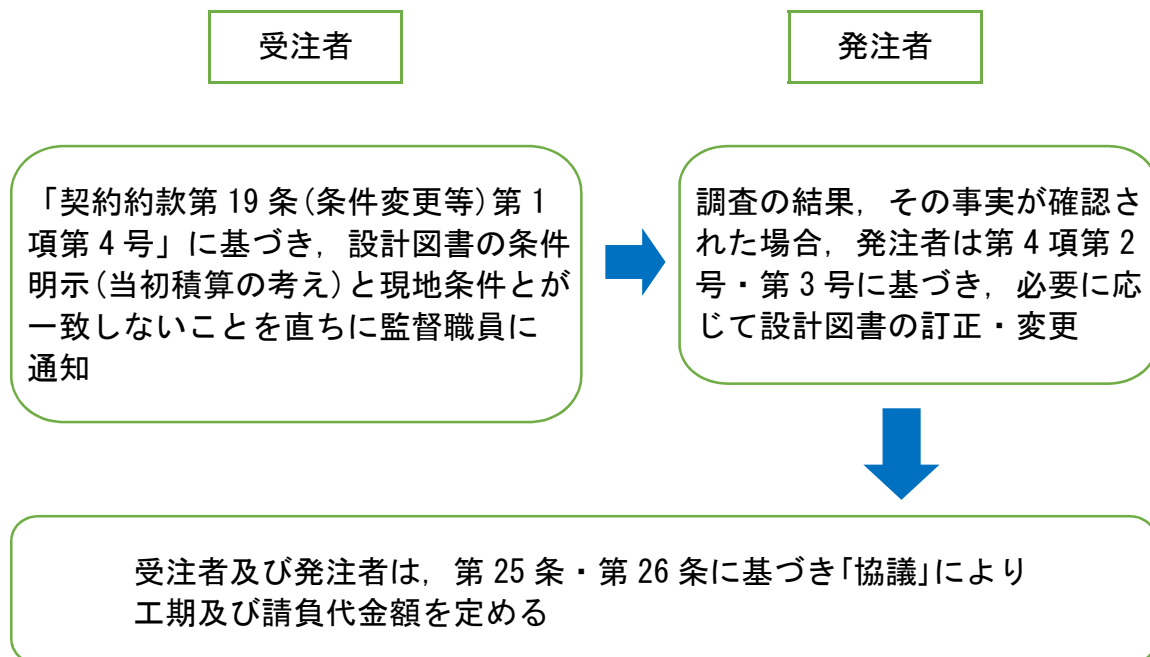 受注者
発注者
「契約約款第 19 条(条件変更等)第 1
項第 4 号」に基づき，設計図書の条件
明示(当初積算の考え)と現地条件とが
一致しないことを直ちに監督職員に
通知
調査の結果，その事実が確認さ
れた場合，発注者は第 4 項第 2
号・第 3 号に基づき，必要に応
じて設計図書の訂正・変更
受注者及び発注者は，第 25 条・第 26 条に基づき「協議」により
工期及び請負代金額を定める